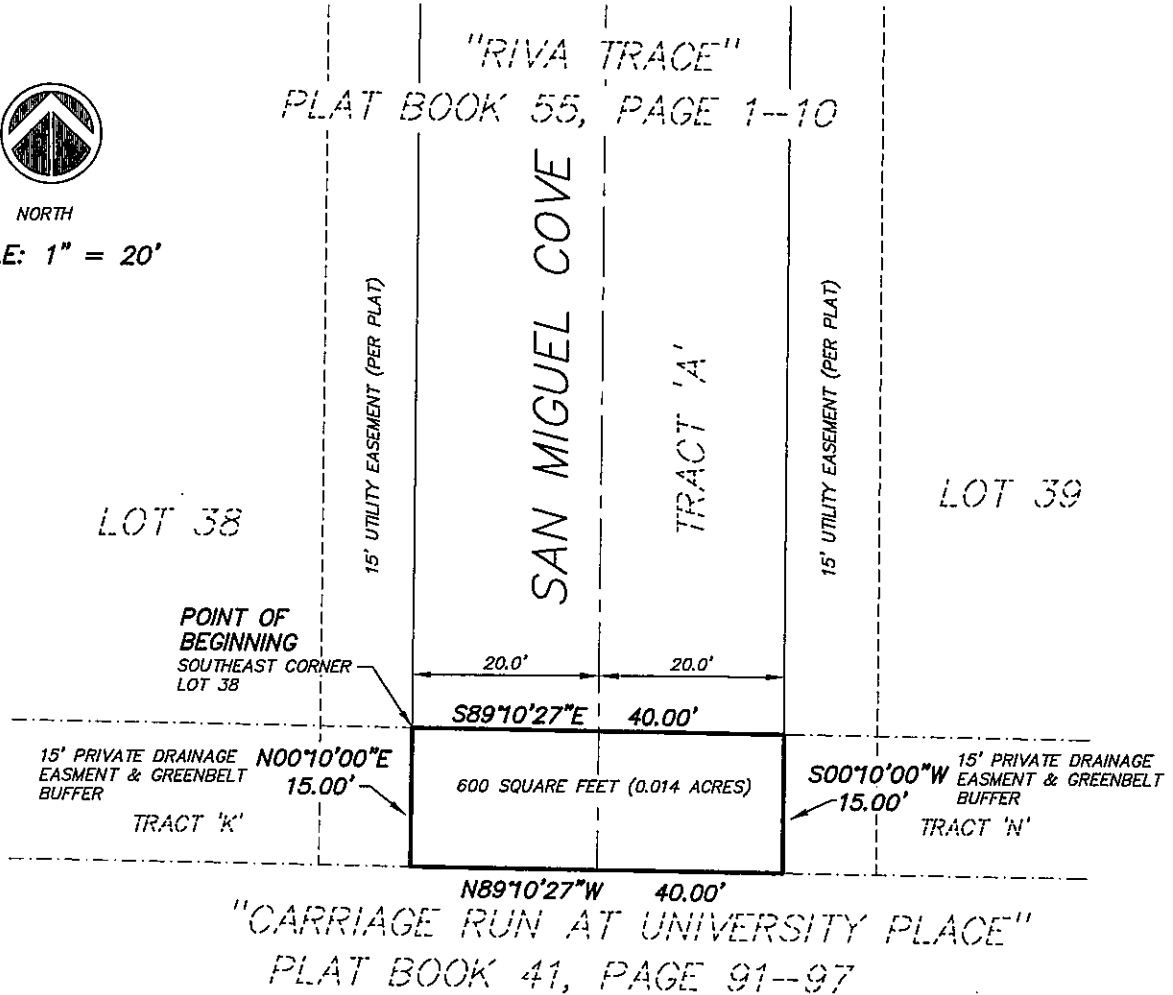 "RIVA TRACE"
PLAT BOOK 55, PAGE 1--10
NORTH
E: 1" = 20'
SAN MIGUEL COVE
TRACT 'A'
15' UTILITY EASEMENT (PER PLAT)
15' UTILITY EASEMENT (PER PLAT)
LOT 38
LOT 39
POINT OF
BEGINNING
SOUTHEAST CORNER
LOT 38
20.0'
20.0'
S89°10'27"E 40.00'
15' PRIVATE DRAINAGE
EASMENT & GREENBELT
BUFFER
TRACT 'K'
N00°10'00"E
15.00'
600 SQUARE FEET (0.014 ACRES)
S00°10'00"W
15.00'
15' PRIVATE DRAINAGE
EASMENT & GREENBELT
BUFFER
TRACT 'N'
N89°10'27"W 40.00'
"CARRIAGE RUN AT UNIVERSITY PLACE"
PLAT BOOK 41, PAGE 91--97